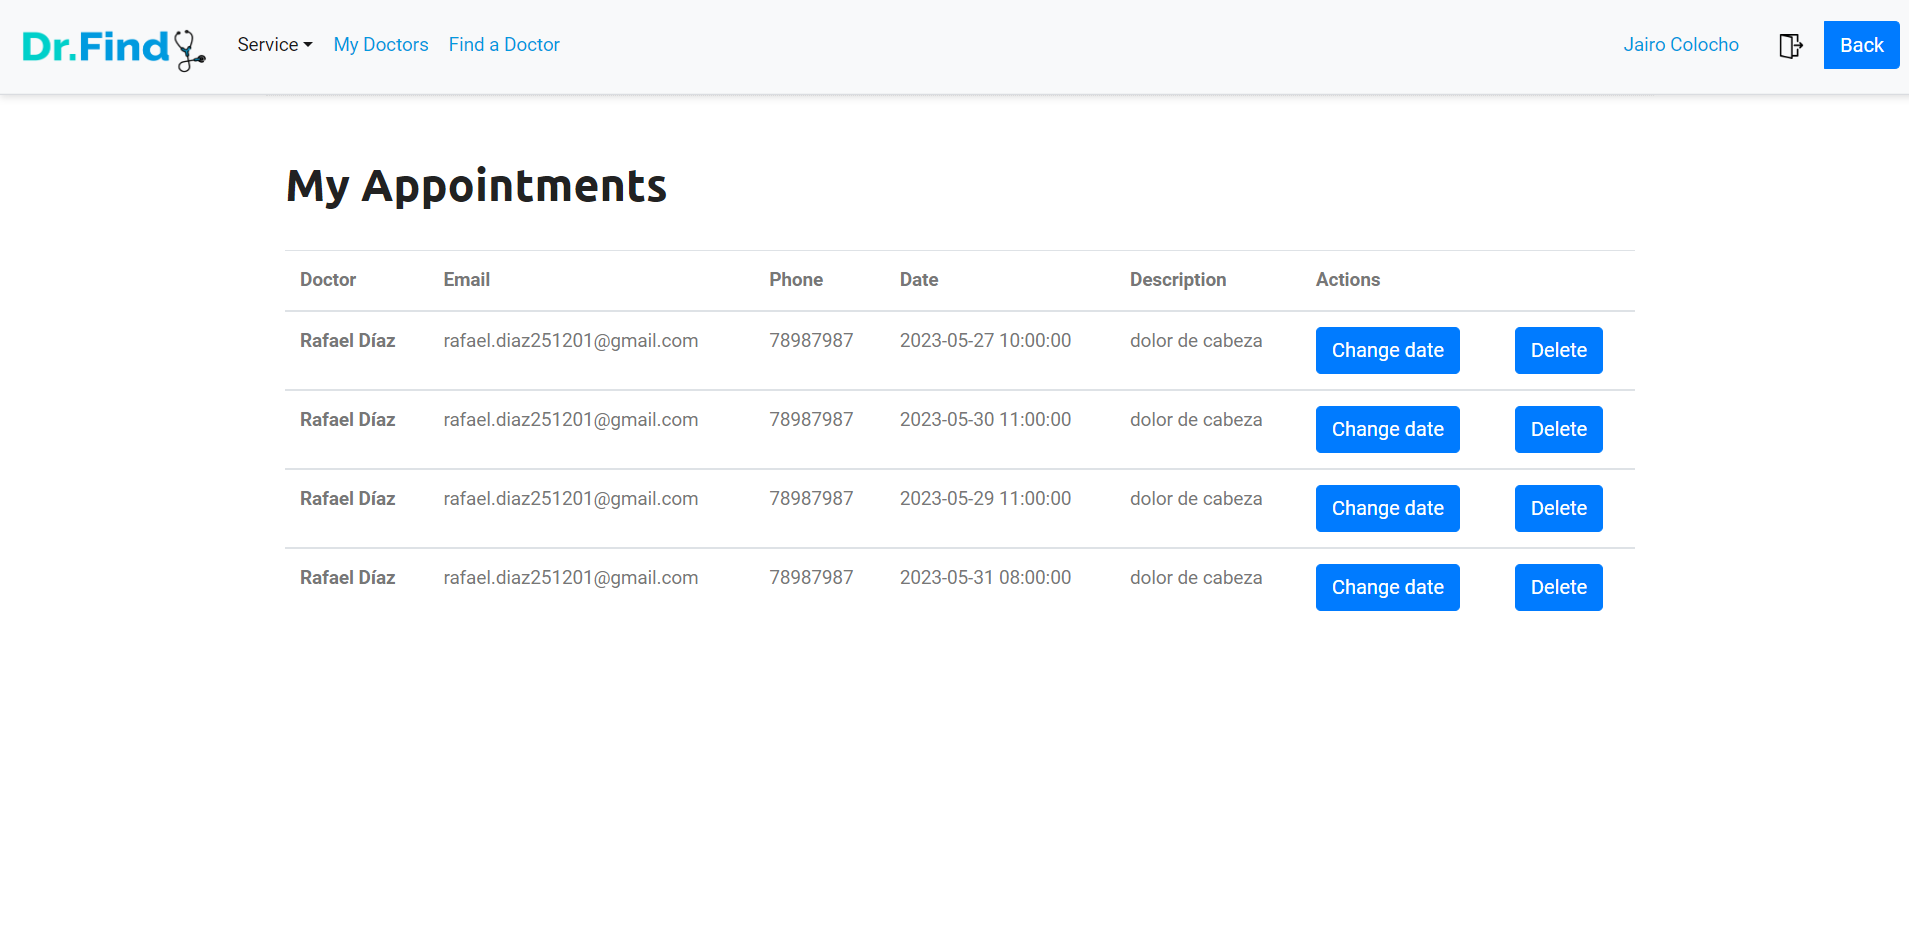 Dr.Find Service My Doctors Find a Doctor Jairo Colocho Back
My Appointments
Doctor Email Phone Date Description Actions
Rafael Díaz rafael.diaz251201@gmail.com 78987987 2023-05-27 10:00:00 dolor de cabeza Change date Delete
Rafael Díaz rafael.diaz251201@gmail.com 78987987 2023-05-30 11:00:00 dolor de cabeza Change date Delete
Rafael Díaz rafael.diaz251201@gmail.com 78987987 2023-05-29 11:00:00 dolor de cabeza Change date Delete
Rafael Díaz rafael.diaz251201@gmail.com 78987987 2023-05-31 08:00:00 dolor de cabeza Change date Delete